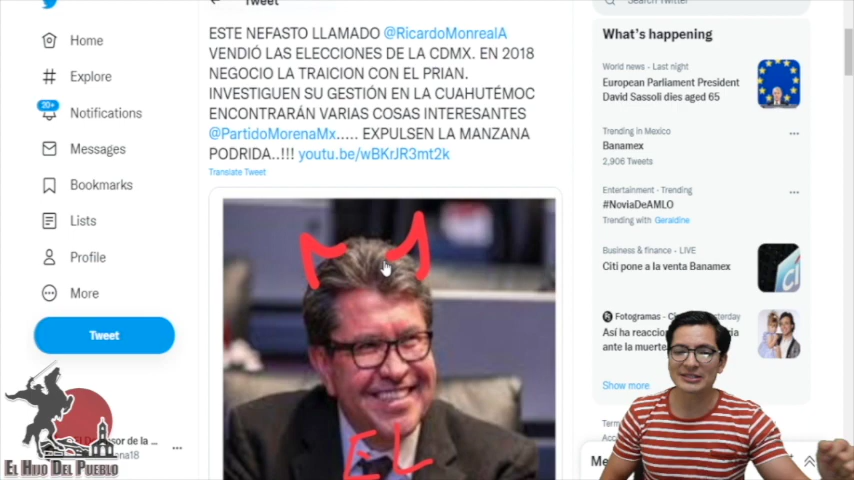 Tweet
Search Twitter
Home
Explore
20+
Notifications
Messages
Bookmarks
Lists
Profile
More
Tweet
ESTE NEFASTO LLAMADO @RicardoMonrealA
VENDIÓ LAS ELECCIONES DE LA CDMX. EN 2018
NEGOCIO LA TRAICION CON EL PRIAN.
INVESTIGUEN SU GESTIÓN EN LA CUAHUTÉMOC
ENCONTRARÁN VARIAS COSAS INTERESANTES
@PartidoMorenaMx..... EXPULSEN LA MANZANA
PODRIDA..!!! youtu.be/wBKrJR3mt2k
Translate Tweet
EL
What's happening
World news - Last night
European Parliament President
David Sassoli dies aged 65
Trending in Mexico
Banamex
2,906 Tweets
Entertainment - Trending
#NoviaDeAMLO
Trending with Geraldine
Business & finance - LIVE
Citi pone a la venta Banamex
Fotogramas
Así ha reaccio
ante la muerte
Show more
EL HIJO DEL PUEBLO